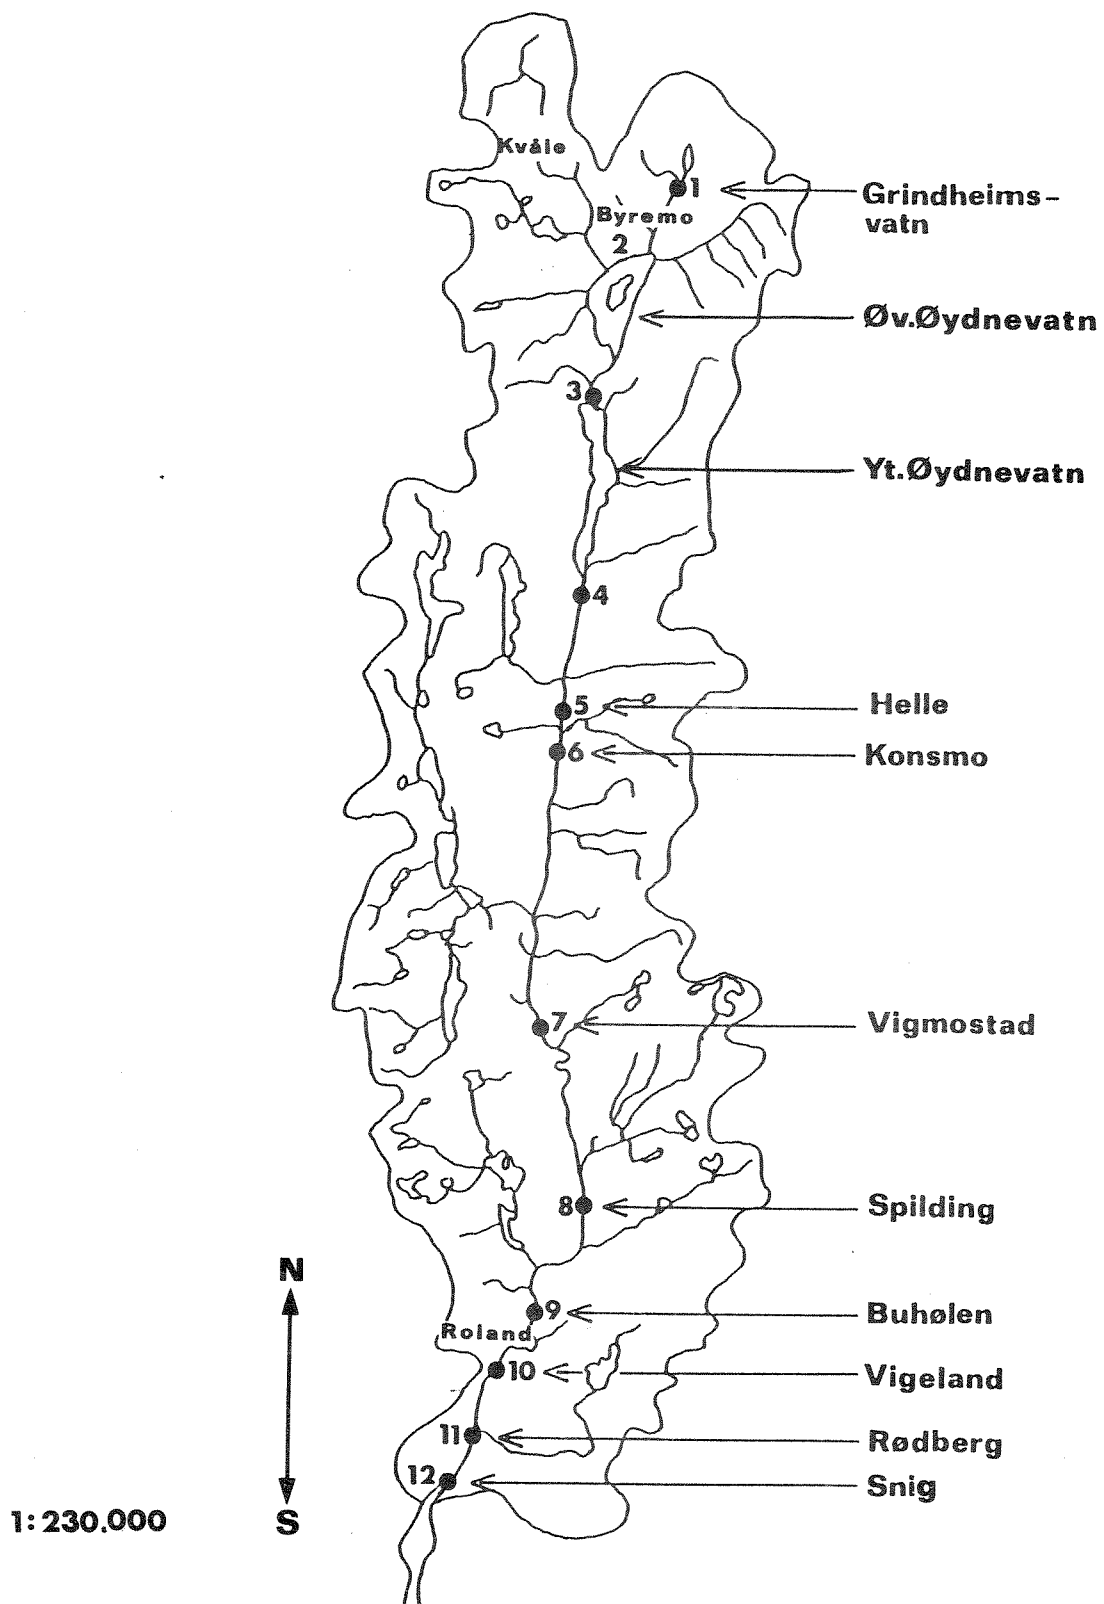 Kvåle
1
Grindheims-
vatn
Byremo
2
Øv.Øydnevatn
3
Yt.Øydnevatn
4
5
Helle
6
Konsmo
7
Vigmostad
8
Spilding
N
9
Buhølen
Roland
10
Vigeland
11
Rødberg
12
Snig
1:230.000
S